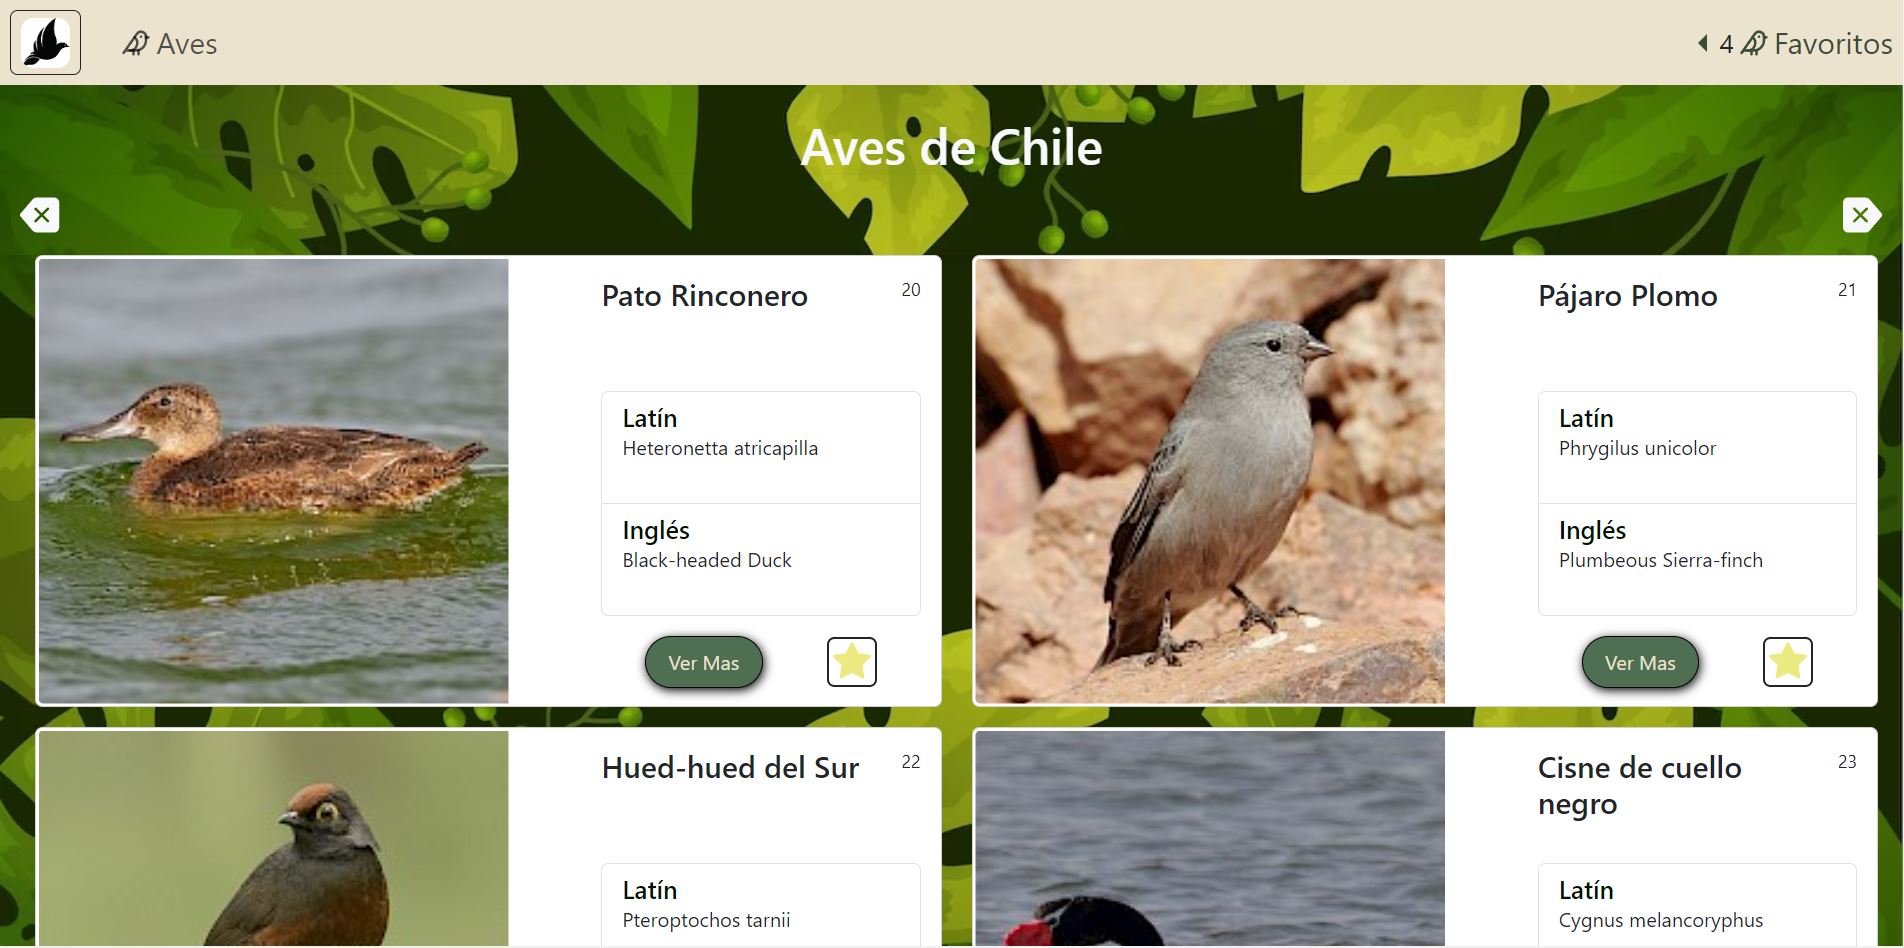 Aves
4 Favoritos
Aves de Chile
Pato Rinconero
20
Latín
Heteronetta atricapilla
Inglés
Black-headed Duck
Ver Mas
Pájaro Plomo
21
Latín
Phrygilus unicolor
Inglés
Plumbeous Sierra-finch
Ver Mas
Hued-hued del Sur
22
Latín
Pteroptochos tarnii
Cisne de cuello
negro
23
Latín
Cygnus melancoryphus